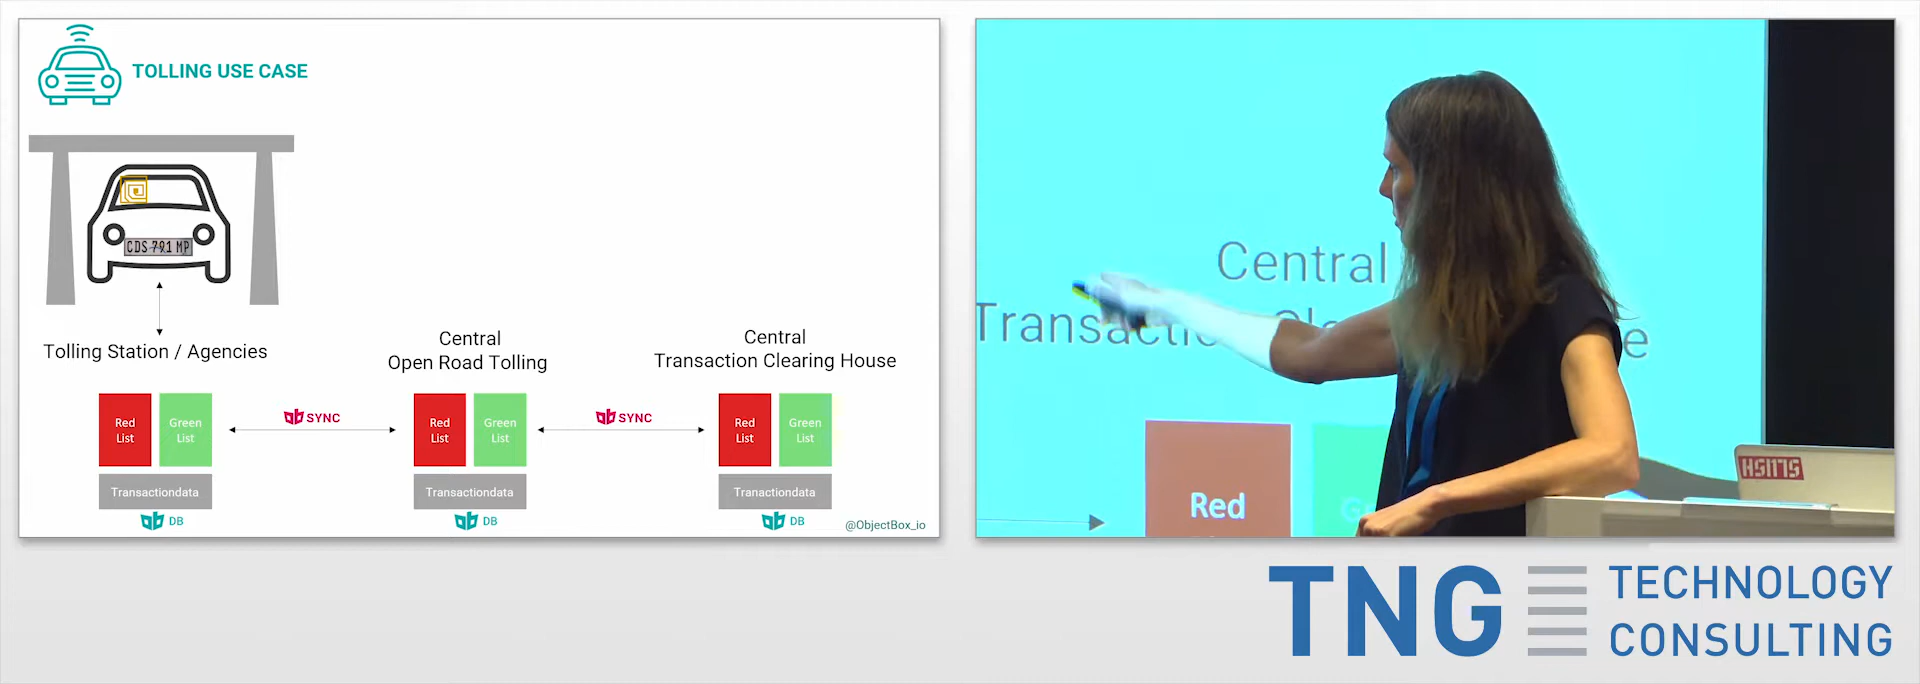 TOLLING USE CASE
CDS 791 MP
Tolling Station / Agencies
Central
Open Road Tolling
Central
Transaction Clearing House
Red
List
Green
List
SYNC
Red
List
Green
List
SYNC
Red
List
Green
List
Transactiondata
Transactiondata
Tranactiondata
DB
DB
DB
@ObjectBox_io
Central
Transactio Cl e
Red
G
TNG TECHNOLOGY
CONSULTING